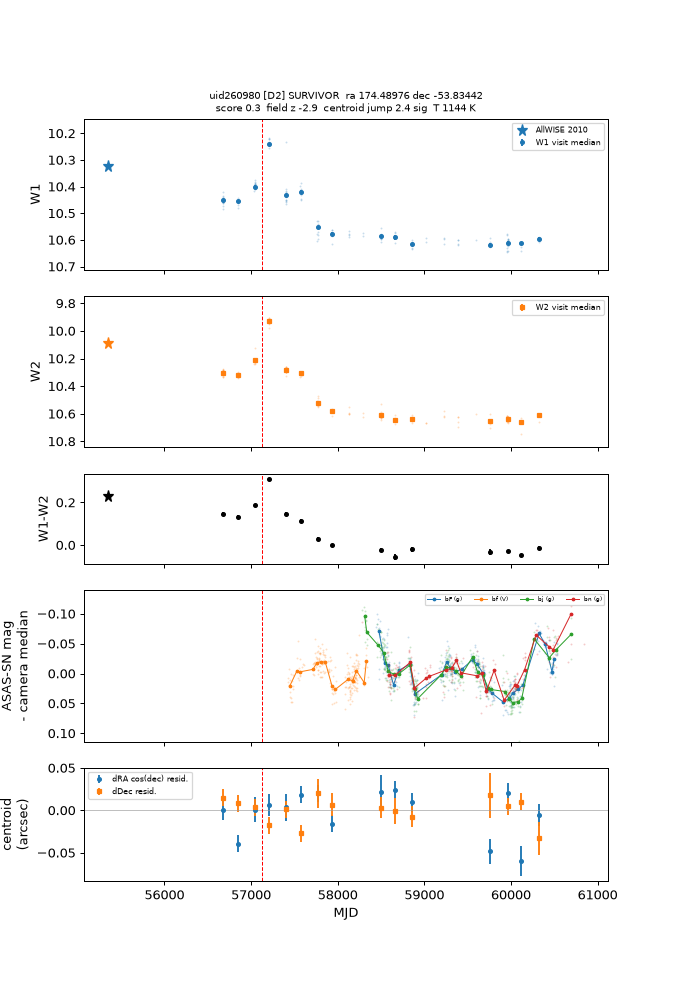 uid260980 [D2] SURVIVOR ra 174.48976 dec -53.83442
score 0.3 field z -2.9 centroid jump 2.4 sig T 1144 K
W1
10.2
10.3
10.4
10.5
10.6
10.7
AllWISE 2010
W1 visit median
W2
9.8
10.0
10.2
10.4
10.6
10.8
W2 visit median
W1-W2
0.2
0.0
ASAS-SN mag
- camera median
−0.10
−0.05
0.00
0.05
0.10
bF (g)
bf (V)
bj (g)
bn (g)
centroid
(arcsec)
0.05
0.00
−0.05
dRA cos(dec) resid.
dDec resid.
56000
57000
58000
59000
60000
61000
MJD